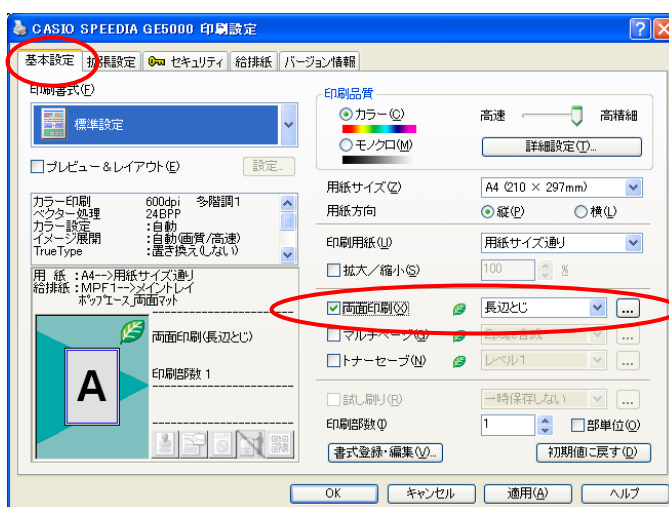 CASIO SPEEDIA GE5000 印刷設定
基本設定 拡張設定 セキュリティ 給排紙 バージョン情報
印刷書式(F)
標準設定
プレビュー&レイアウト(E) 設定...
カラー印刷 600dpi 多階調1
ベクター処理 24BPP
カラー設定 :自動
イメージ展開 :自動(画質/高速)
TrueType :置き換え(しない)
用 紙 :A4-->用紙サイズ通り
給排紙:MPF1-->メイントレイ
ホップエース,両面マット
両面印刷(長辺とじ)
印刷部数 1
A
印刷品質
カラー(C)
モノクロ(M)
高速 高精細
詳細設定(T)...
用紙サイズ(Z) A4 (210 × 297mm)
用紙方向 縦(P) 横(L)
印刷用紙(U) 用紙サイズ通り
拡大/縮小(S) 100 %
両面印刷(X) 長辺とじ ...
マルチページ(G) ...
トナーセーブ(N) レベル1 ...
試し刷り(R) 一時保存しない ...
印刷部数(I) 1 部単位(O)
書式登録・編集(V)... 初期値に戻す(D)
OK キャンセル 適用(A) ヘルプ